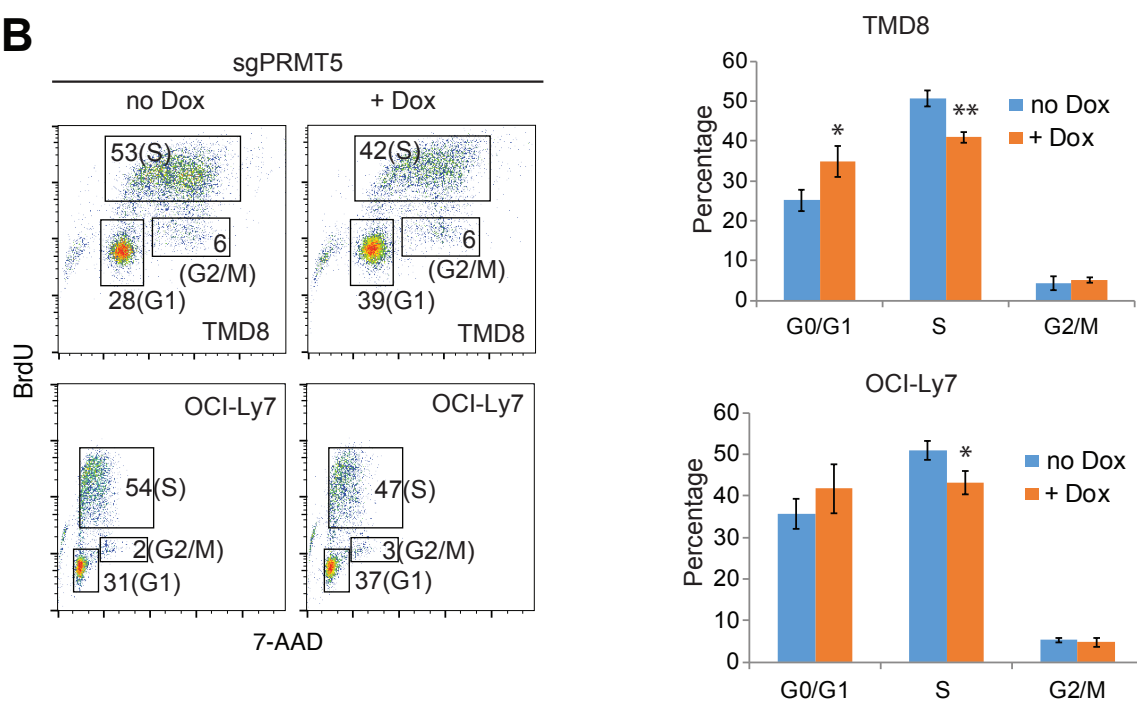 B
sgPRMT5
no Dox
+ Dox
53(S)
6
(G2/M)
28(G1)
TMD8
42(S)
6
(G2/M)
39(G1)
TMD8
BrdU
OCI-Ly7
54(S)
2(G2/M)
31(G1)
OCI-Ly7
47(S)
3(G2/M)
37(G1)
7-AAD
TMD8
Percentage
60
50
40
30
20
10
0
*
**
no Dox
+ Dox
G0/G1
S
G2/M
OCI-Ly7
Percentage
60
50
40
30
20
10
0
*
no Dox
+ Dox
G0/G1
S
G2/M